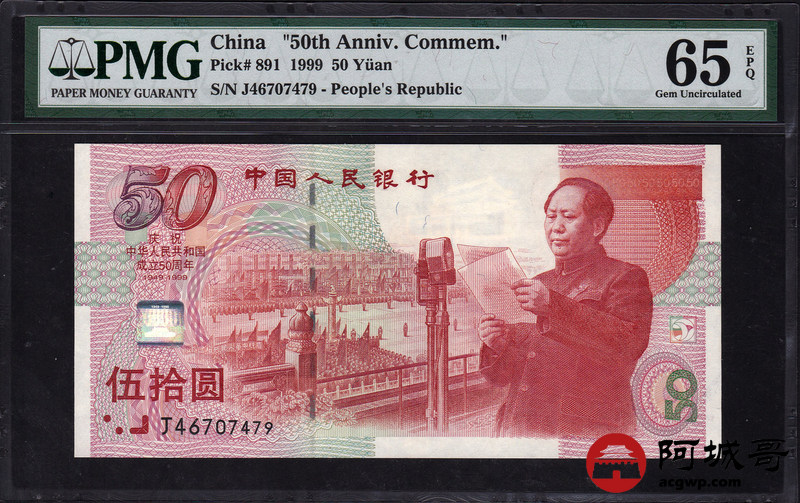 PMG
PAPER MONEY GUARANTY
China "50th Anniv. Commem."
Pick# 891 1999 50 Yüan
S/N J46707479 - People's Republic
65
EPQ
Gem Uncirculated
50
中国人民银行
庆祝
中华人民共和国
成立50周年
1949-1999
伍拾圆
J46707479
50
阿城哥
acgwp.com